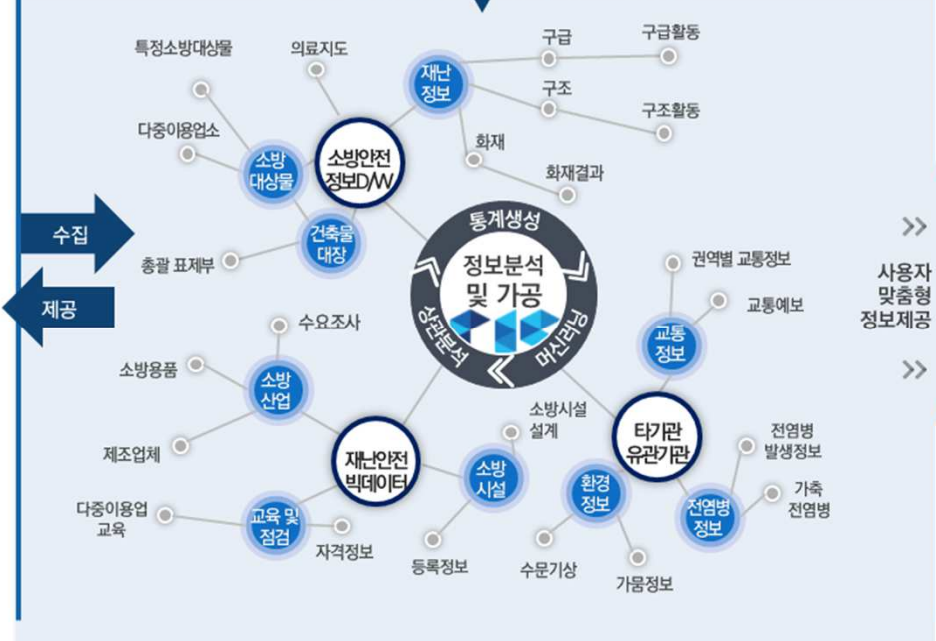 특정소방대상물
의료지도
구급
구급활동
재난
정보
구조
구조활동
다중이용업소
화재
소방
대상물
소방안전
정보D/W
화재결과
통계생성
수집
건축물
대장
총괄 표제부
정보분석
및 가공
권역별 교통정보
사용자
맞춤형
정보제공
제공
교통예보
수요조사
상관분석
머신러닝
교통
정보
소방용품
소방
산업
소방시설
설계
제조업체
재난안전
빅데이터
타기관
유관기관
전염병
발생정보
소방
시설
환경
정보
가축
전염병
다중이용업
교육
교육 및
점검
전염병
정보
자격정보
등록정보
수문기상
가뭄정보